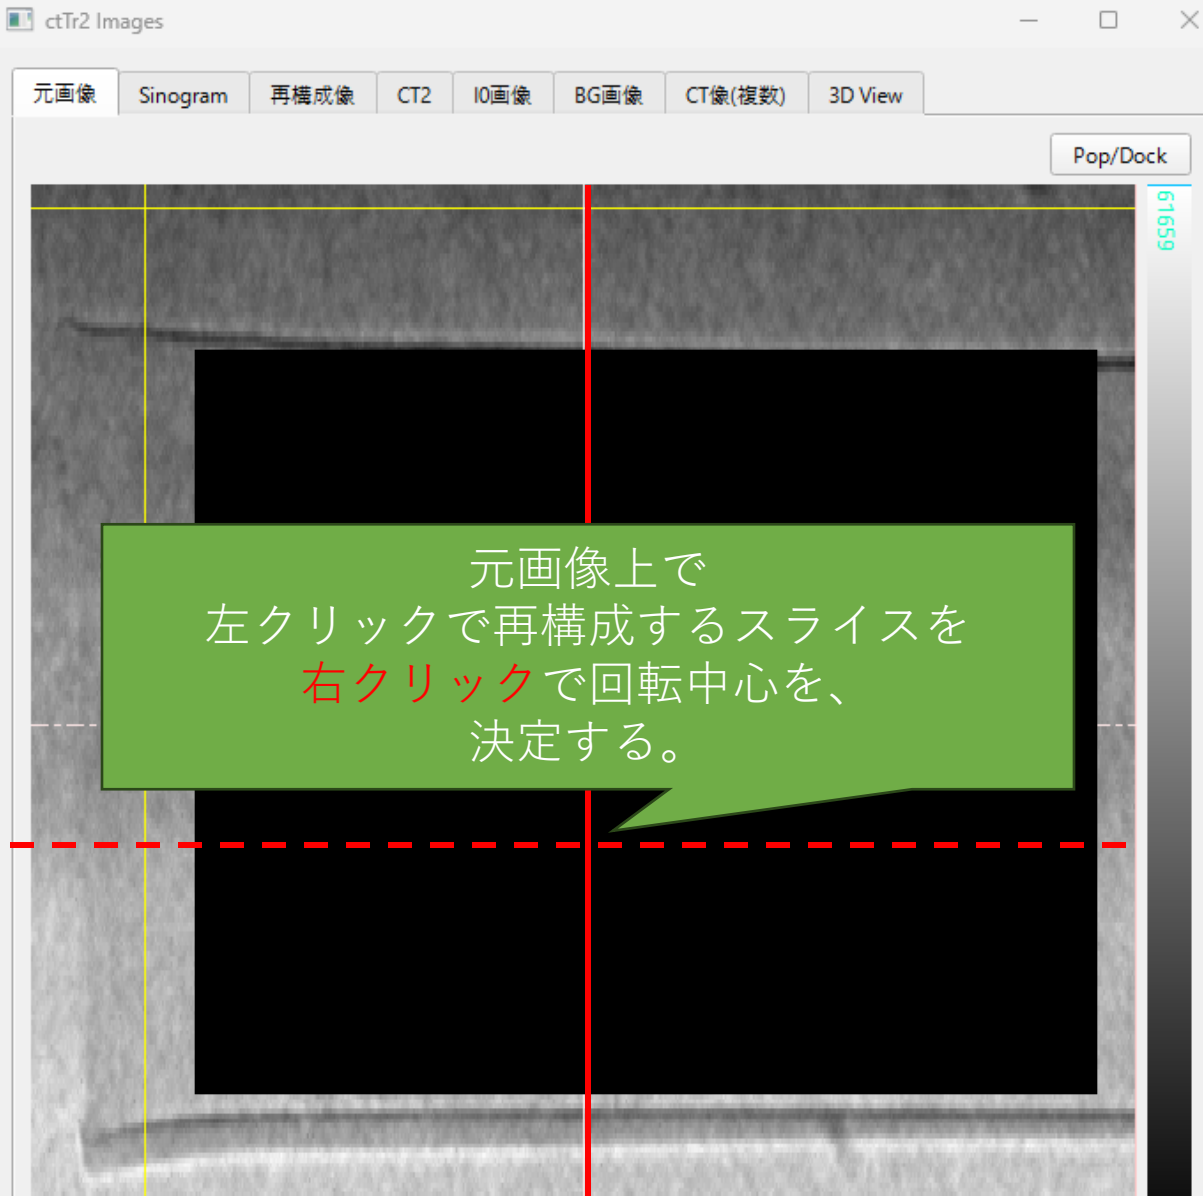 ctTr2 Images
元画像 Sinogram 再構成像 CT2 I0画像 BG画像 CT像(複数) 3D View
Pop/Dock
61659
元画像上で
左クリックで再構成するスライスを
右クリックで回転中心を、
決定する。